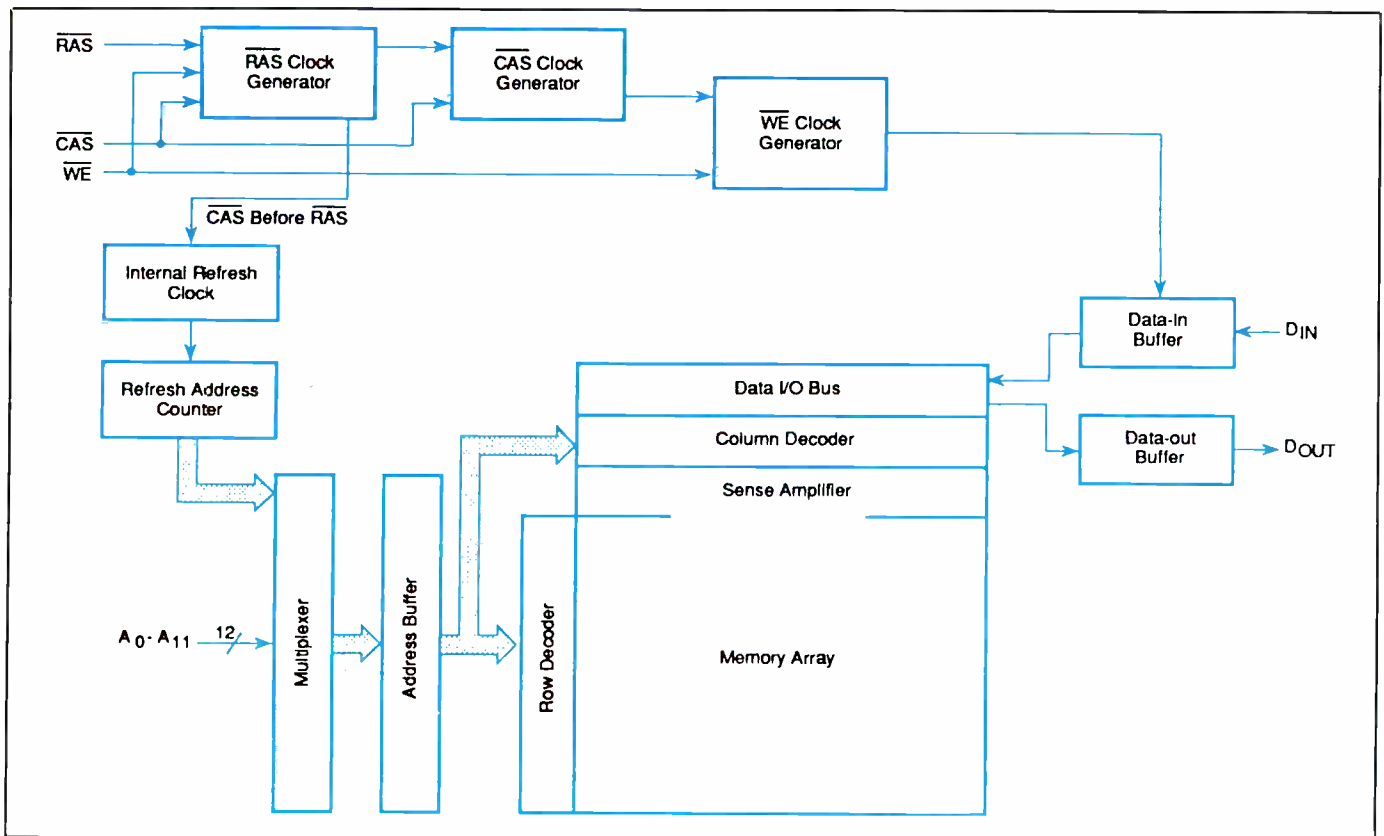 RAS
RAS Clock
Generator
CAS Clock
Generator
WE Clock
Generator
CAS
WE
CAS Before RAS
Internal Refresh
Clock
Refresh Address
Counter
Data-In
Buffer
DIN
Data I/O Bus
Column Decoder
Data-out
Buffer
DOUT
Sense Amplifier
A0 - A11
12
Multiplexer
Address Buffer
Row Decoder
Memory Array